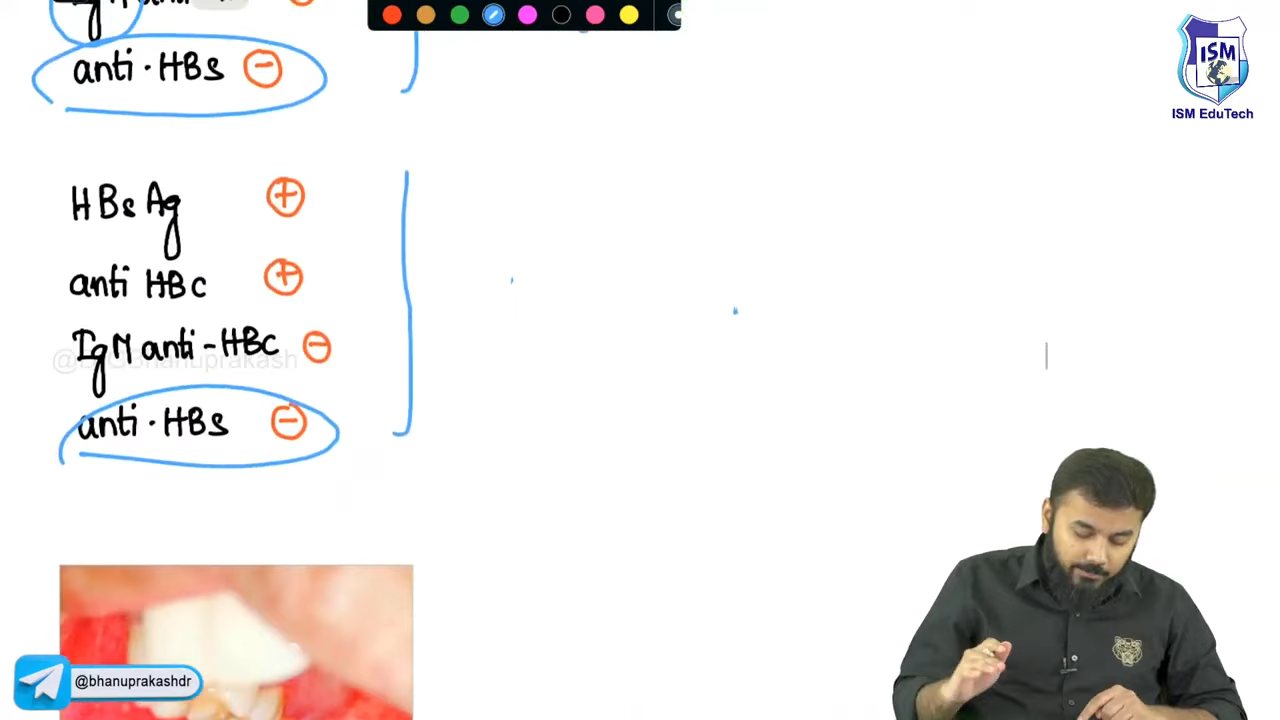 ISM
ISM EduTech
anti·HBs ⊖
HBsAg ⊕
anti HBc ⊕
IgM anti-HBc ⊖
anti·HBs ⊖
@bhanuprakashdr